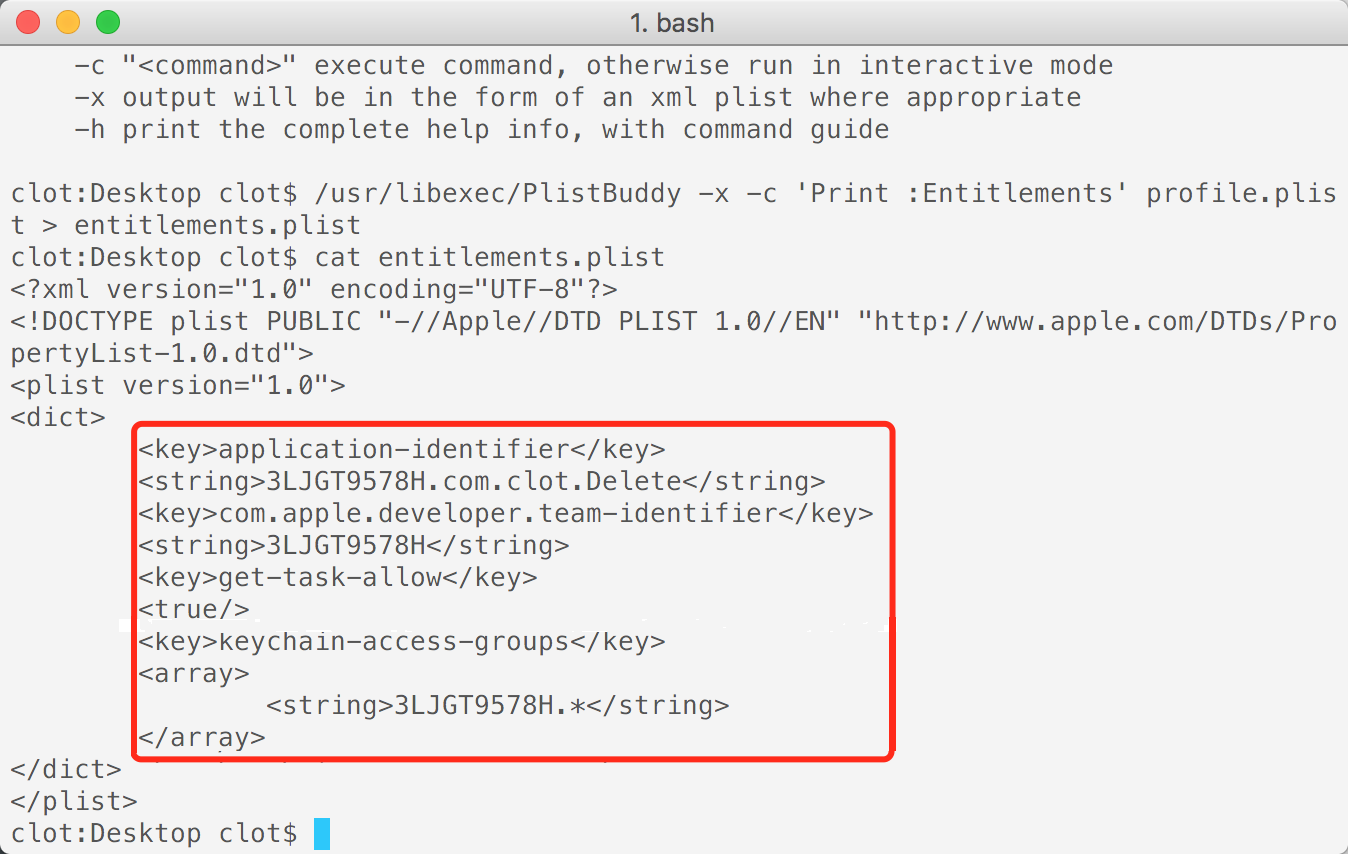 1. bash
-c "<command>" execute command, otherwise run in interactive mode
-x output will be in the form of an xml plist where appropriate
-h print the complete help info, with command guide
clot:Desktop clot$ /usr/libexec/PlistBuddy -x -c 'Print :Entitlements' profile.plis
t > entitlements.plist
clot:Desktop clot$ cat entitlements.plist
<?xml version="1.0" encoding="UTF-8"?>
<!DOCTYPE plist PUBLIC "-//Apple//DTD PLIST 1.0//EN" "http://www.apple.com/DTDs/Pro
pertyList-1.0.dtd">
<plist version="1.0">
<dict>
<key>application-identifier</key>
<string>3LJGT9578H.com.clot.Delete</string>
<key>com.apple.developer.team-identifier</key>
<string>3LJGT9578H</string>
<key>get-task-allow</key>
<true/>
<key>keychain-access-groups</key>
<array>
<string>3LJGT9578H.*</string>
</array>
</dict>
</plist>
clot:Desktop clot$